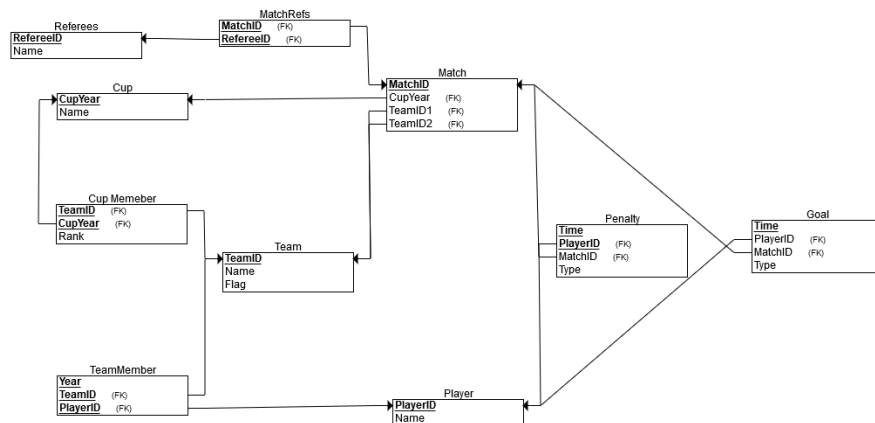 MatchRefs
MatchID (FK)
RefereeID (FK)
Referees
RefereeID
Name
Match
MatchID
CupYear (FK)
TeamID1 (FK)
TeamID2 (FK)
Cup
CupYear
Name
Cup Memeber
TeamID (FK)
CupYear (FK)
Rank
Team
TeamID
Name
Flag
Penalty
Time
PlayerID (FK)
MatchID (FK)
Type
Goal
Time
PlayerID (FK)
MatchID (FK)
Type
TeamMember
Year
TeamID (FK)
PlayerID (FK)
Player
PlayerID
Name